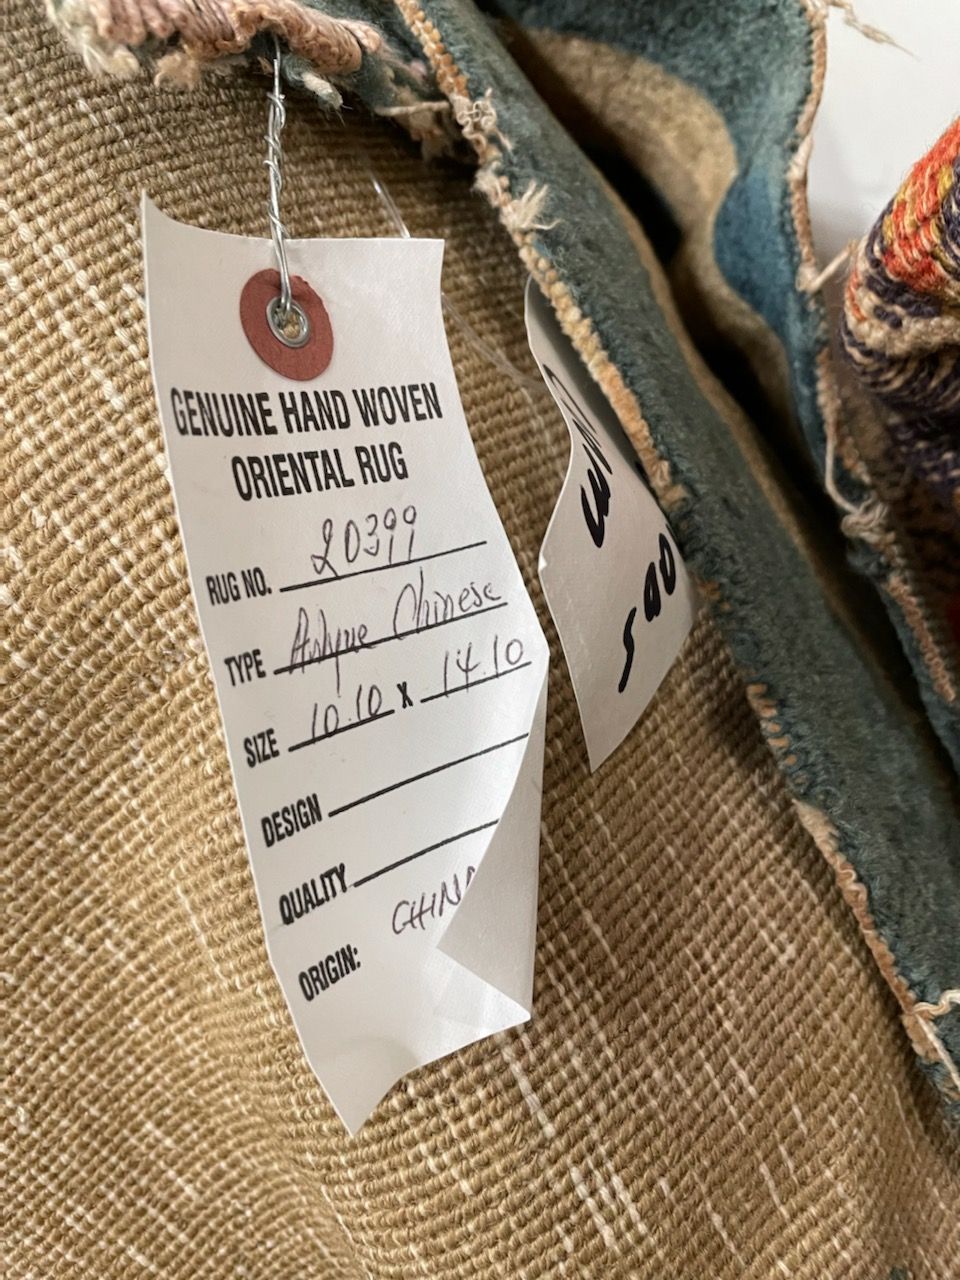 GENUINE HAND WOVEN
ORIENTAL RUG
RUG NO. 20399
TYPE Antique Chinese
SIZE 10.10 X 14.10
DESIGN
QUALITY
ORIGIN: CHINA